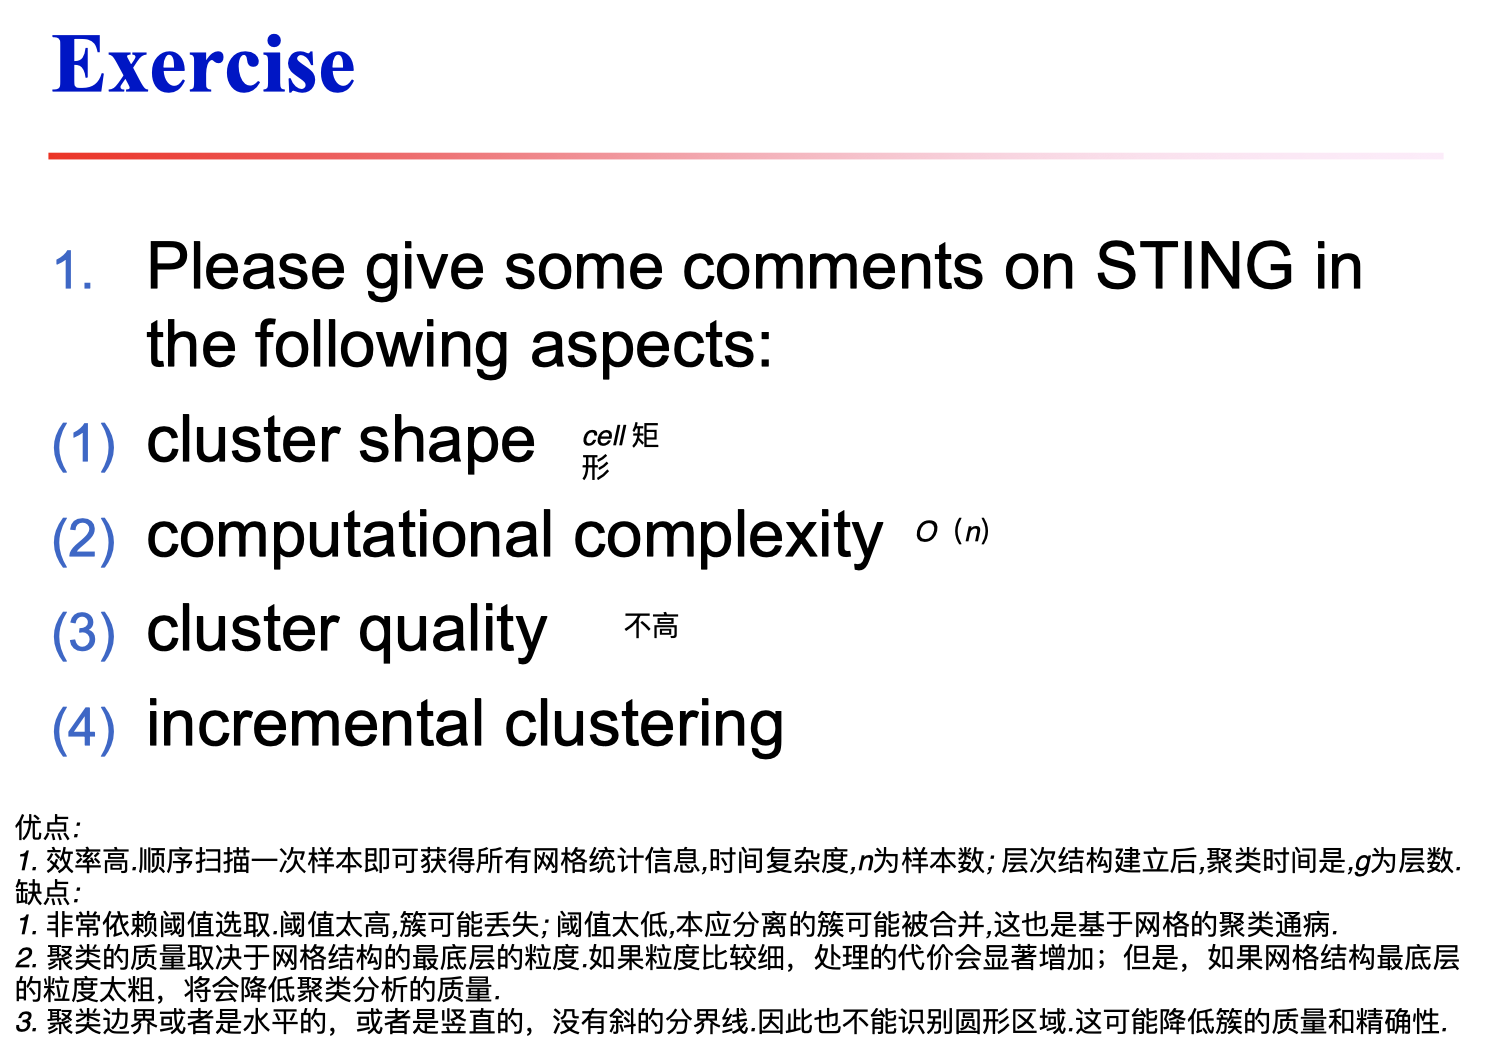 Exercise
1. Please give some comments on STING in
the following aspects:
(1) cluster shape cell 矩
形
(2) computational complexity O（n）
(3) cluster quality 不高
(4) incremental clustering
优点:
1. 效率高.顺序扫描一次样本即可获得所有网格统计信息,时间复杂度,n为样本数; 层次结构建立后,聚类时间是,g为层数.
缺点:
1. 非常依赖阈值选取.阈值太高,簇可能丢失; 阈值太低,本应分离的簇可能被合并,这也是基于网格的聚类通病.
2. 聚类的质量取决于网格结构的最底层的粒度.如果粒度比较细，处理的代价会显著增加；但是，如果网格结构最底层
的粒度太粗，将会降低聚类分析的质量.
3. 聚类边界或者是水平的，或者是竖直的，没有斜的分界线.因此也不能识别圆形区域.这可能降低簇的质量和精确性.